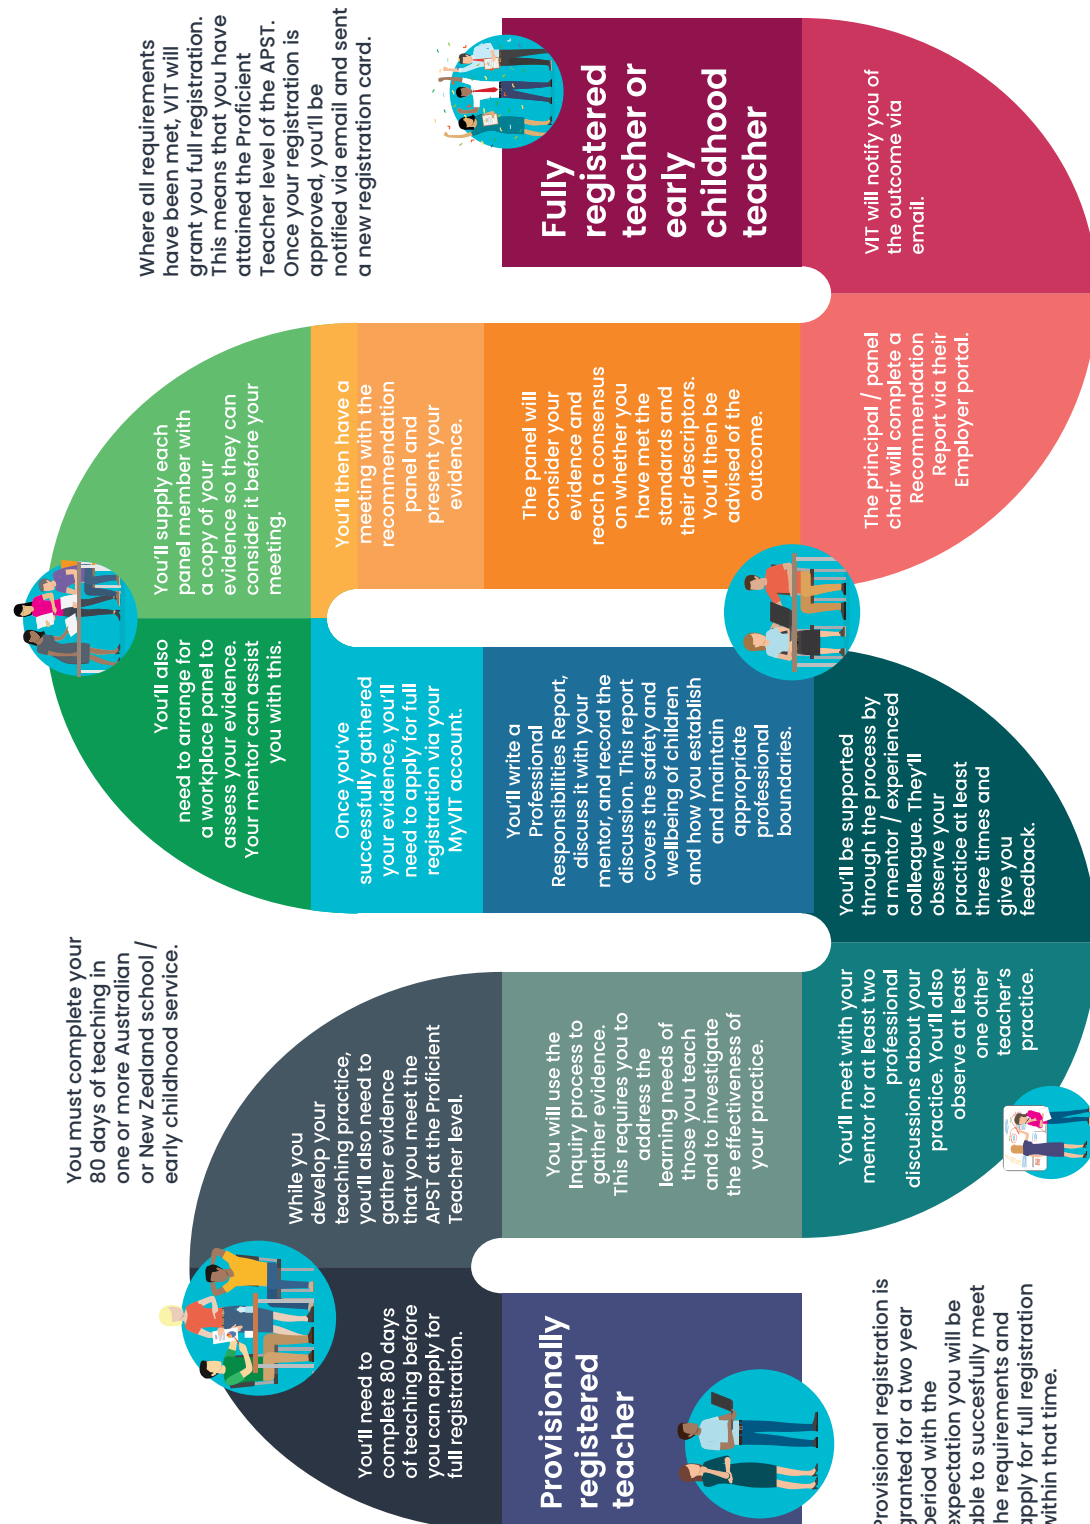 Provisionally
registered
teacher
Provisional registration is
granted for a two year
period with the
expectation you will be
able to succesfully meet
the requirements and
apply for full registration
within that time.
You'll need to
complete 80 days
of teaching before
you can apply for
full registration.
You must complete your
80 days of teaching in
one or more Australian
or New Zealand school /
early childhood service.
While you
develop your
teaching practice,
you'll also need to
gather evidence
that you meet the
APST at the Proficient
Teacher level.
You will use the
Inquiry process to
gather evidence.
This requires you to
address the
learning needs of
those you teach
and to investigate
the effectiveness of
your practice.
You'll meet with your
mentor for at least two
professional
discussions about your
practice. You'll also
observe at least
one other
teacher's
practice.
You'll be supported
through the process by
a mentor / experienced
colleague. They'll
observe your
practice at least
three times and
give you
feedback.
You'll write a
Professional
Responsibilities Report,
discuss it with your
mentor, and record the
discussion. This report
covers the safety and
wellbeing of children
and how you establish
and maintain
appropriate
professional
boundaries.
Once you've
successfully gathered
your evidence, you'll
need to apply for full
registration via your
MyVIT account.
You'll also
need to arrange for
a workplace panel to
assess your evidence.
Your mentor can assist
you with this.
You'll supply each
panel member with
a copy of your
evidence so they can
consider it before your
meeting.
You'll then have a
meeting with the
recommendation
panel and
present your
evidence.
The panel will
consider your
evidence and
reach a consensus
on whether you
have met the
standards and
their descriptors.
You'll then be
advised of the
outcome.
The principal / panel
chair will complete a
Recommendation
Report via their
Employer portal.
VIT will notify you of
the outcome via
email.
Fully
registered
teacher or
early
childhood
teacher
Where all requirements
have been met, VIT will
grant you full registration.
This means that you have
attained the Proficient
Teacher level of the APST.
Once your registration is
approved, you'll be
notified via email and sent
a new registration card.